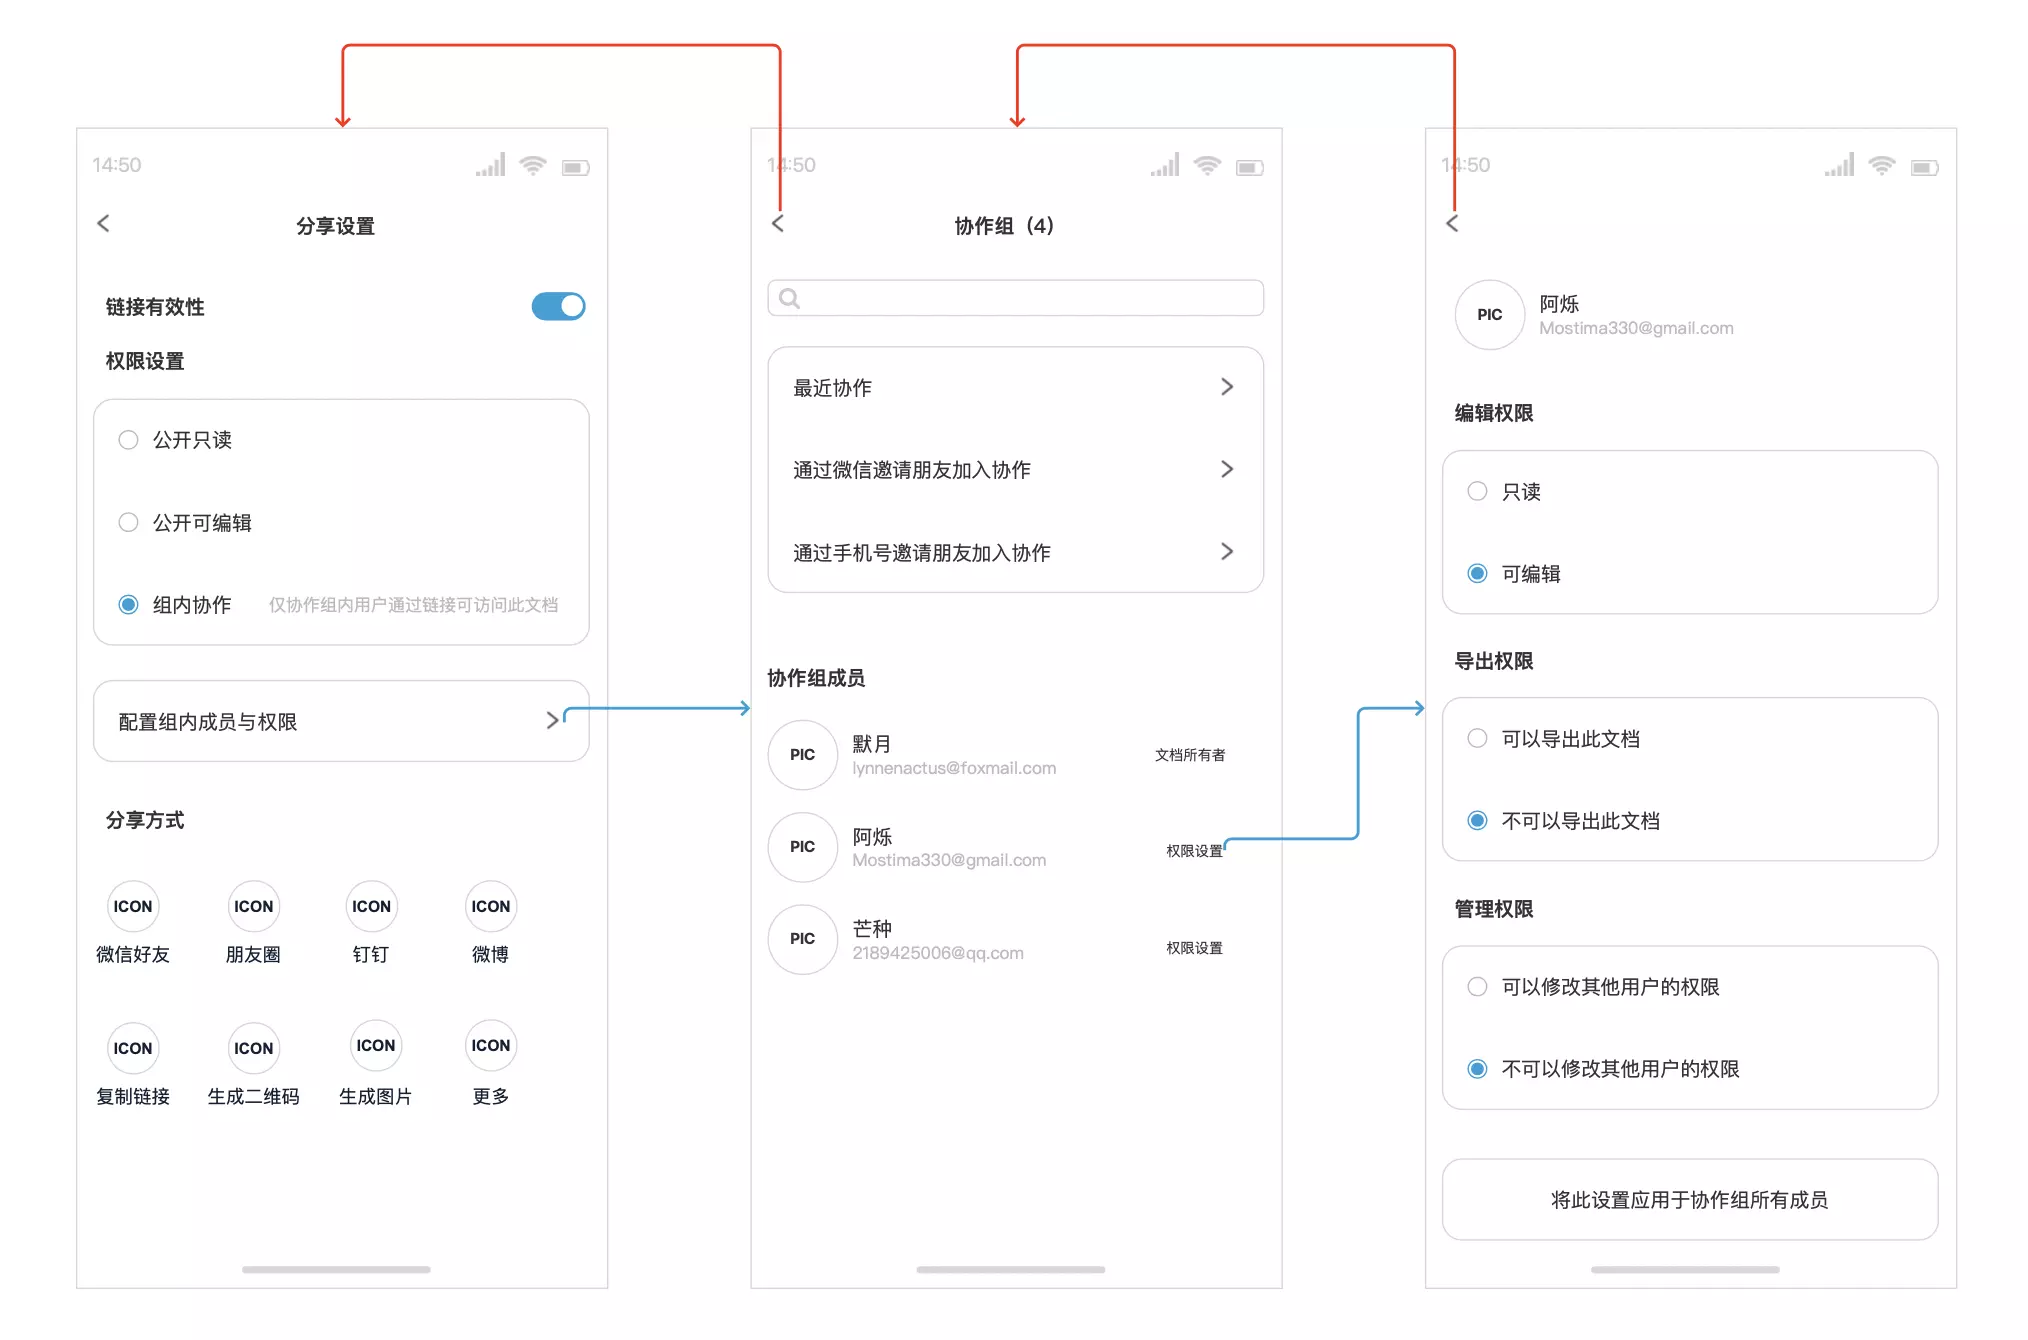 14:50
分享设置
链接有效性
权限设置
公开只读
公开可编辑
组内协作 仅协作组内用户通过链接可访问此文档
配置组内成员与权限
分享方式
ICON ICON ICON ICON
微信好友 朋友圈 钉钉 微博
ICON ICON ICON ICON
复制链接 生成二维码 生成图片 更多
14:50
协作组（4）
最近协作
通过微信邀请朋友加入协作
通过手机号邀请朋友加入协作
协作组成员
PIC
默月
lynnenactus@foxmail.com
文档所有者
PIC
阿烁
Mostima330@gmail.com
权限设置
PIC
芒种
2189425006@qq.com
权限设置
14:50
PIC
阿烁
Mostima330@gmail.com
编辑权限
只读
可编辑
导出权限
可以导出此文档
不可以导出此文档
管理权限
可以修改其他用户的权限
不可以修改其他用户的权限
将此设置应用于协作组所有成员